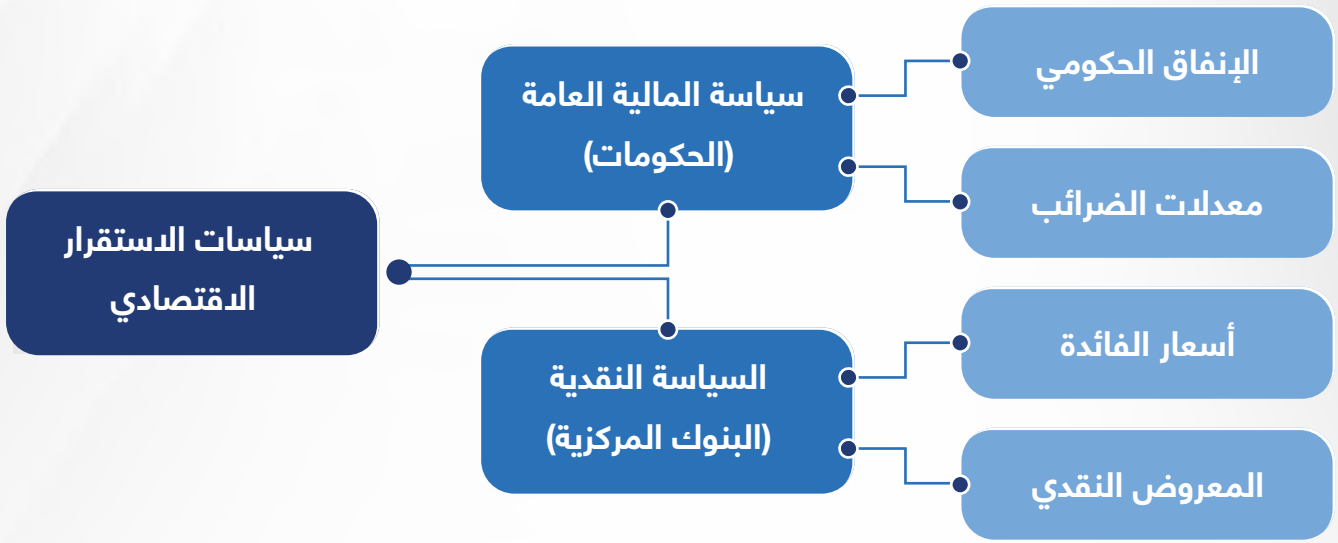 سياسات الاستقرار
الاقتصادي
سياسة المالية العامة
(الحكومات)
الإنفاق الحكومي
معدلات الضرائب
السياسة النقدية
(البنوك المركزية)
أسعار الفائدة
المعروض النقدي